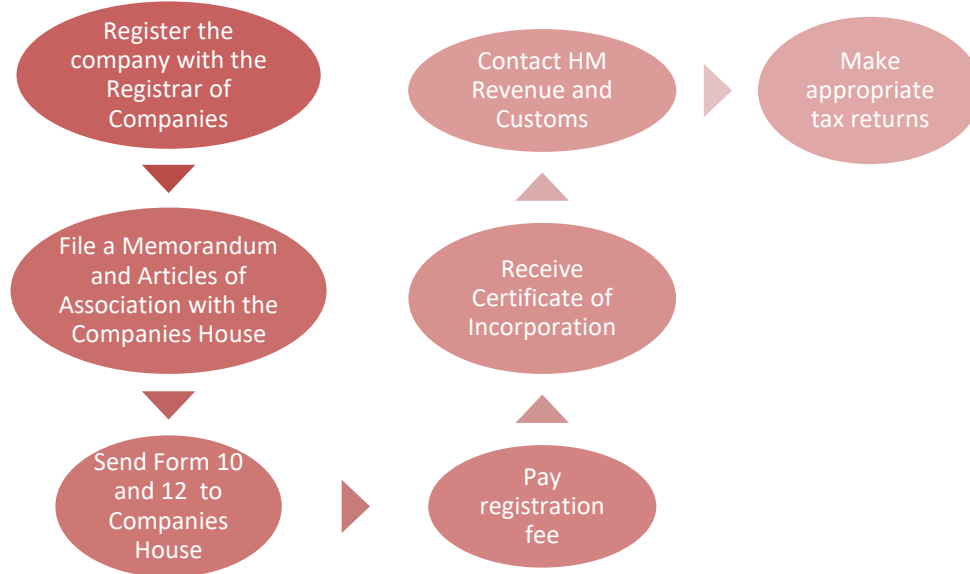 Register the
company with the
Registrar of
Companies
File a Memorandum
and Articles of
Association with the
Companies House
Send Form 10
and 12 to
Companies
House
Pay
registration
fee
Receive
Certificate of
Incorporation
Contact HM
Revenue and
Customs
Make
appropriate
tax returns